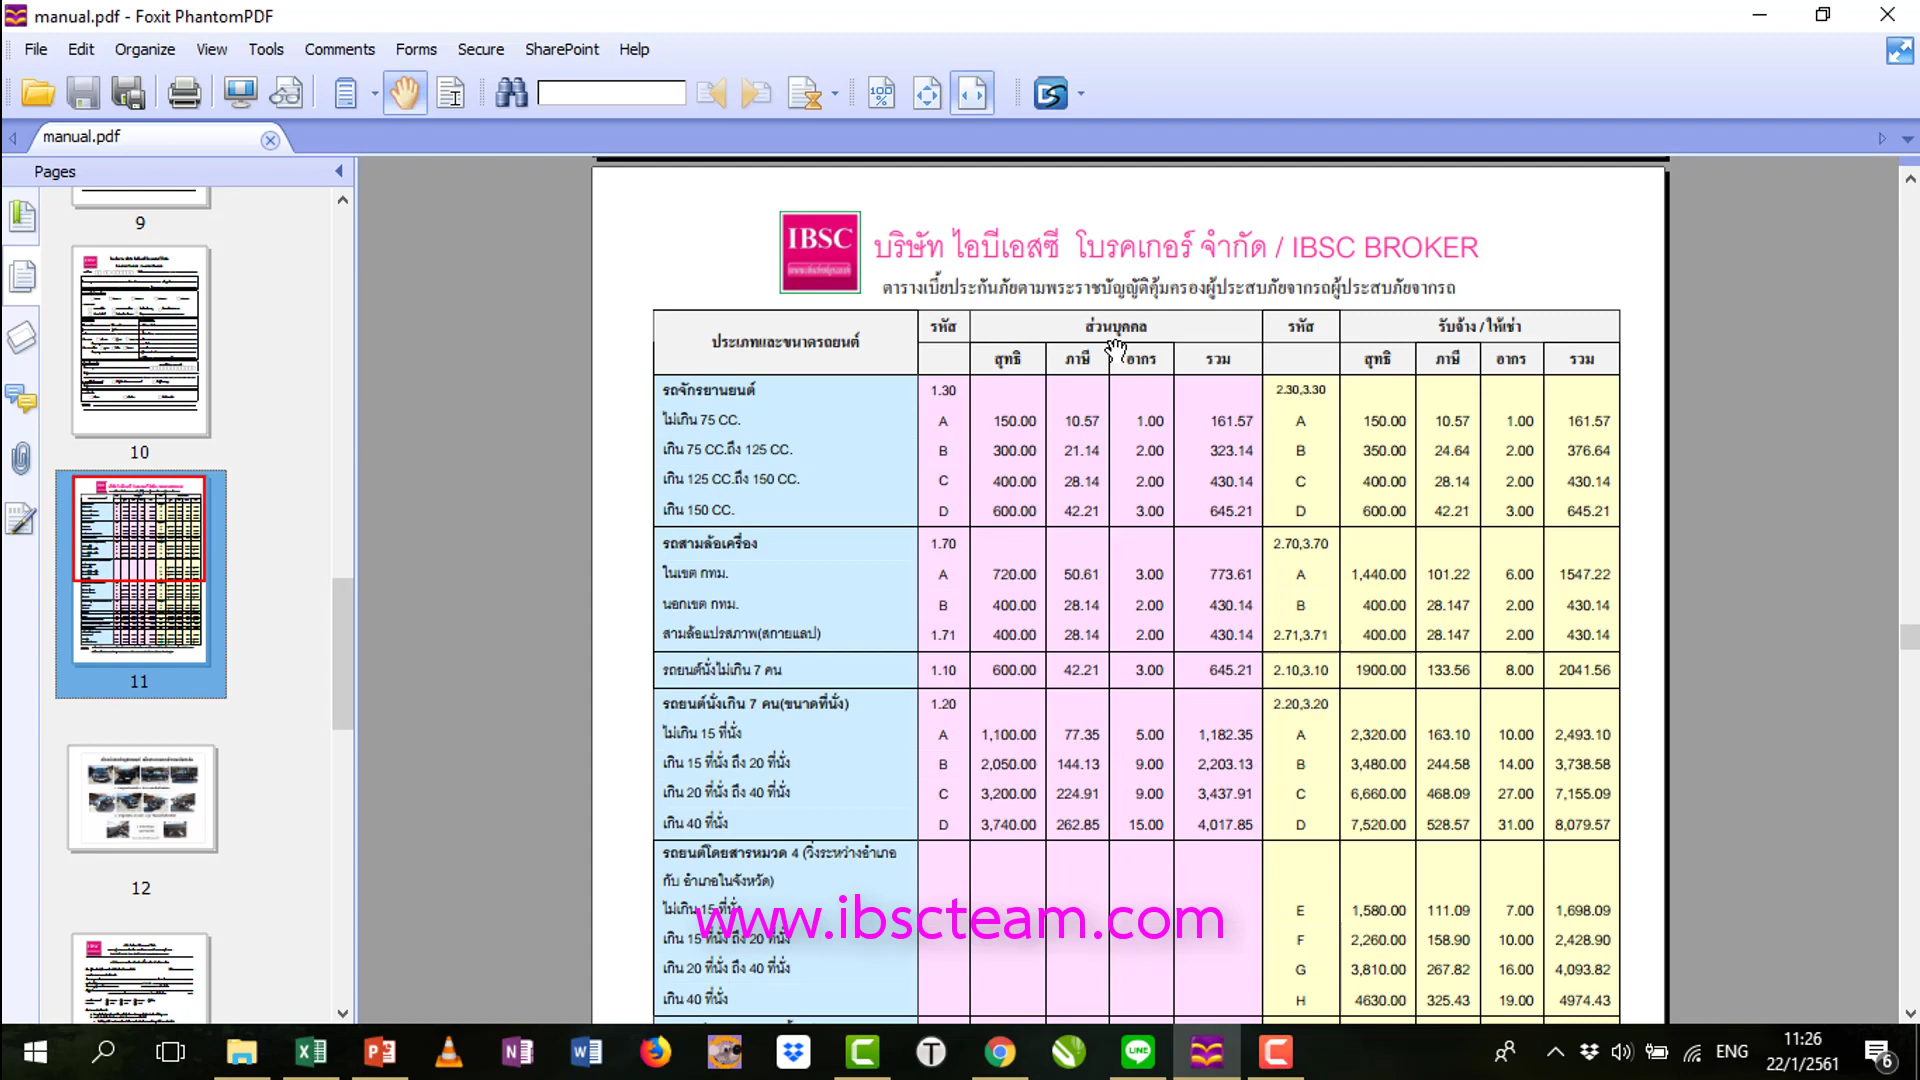 manual.pdf - Foxit PhantomPDF
File Edit Organize View Tools Comments Forms Secure SharePoint Help
manual.pdf
Pages
9
10
11
12
IBSC
บริษัท ไอบีเอสซี โบรคเกอร์ จำกัด / IBSC BROKER
ตารางเบี้ยประกันภัยตามพระราชบัญญัติคุ้มครองผู้ประสบภัยจากรถผู้ประสบภัยจากรถ
ประเภทและขนาดรถยนต์ รหัส ส่วนบุคคล รหัส รับจ้าง / ให้เช่า
สุทธิ ภาษี อากร รวม สุทธิ ภาษี อากร รวม
รถจักรยานยนต์ 1.30 2.30,3.30
ไม่เกิน 75 CC. A 150.00 10.57 1.00 161.57 A 150.00 10.57 1.00 161.57
เกิน 75 CC.ถึง 125 CC. B 300.00 21.14 2.00 323.14 B 350.00 24.64 2.00 376.64
เกิน 125 CC.ถึง 150 CC. C 400.00 28.14 2.00 430.14 C 400.00 28.14 2.00 430.14
เกิน 150 CC. D 600.00 42.21 3.00 645.21 D 600.00 42.21 3.00 645.21
รถสามล้อเครื่อง 1.70 2.70,3.70
ในเขต กทม. A 720.00 50.61 3.00 773.61 A 1,440.00 101.22 6.00 1547.22
นอกเขต กทม. B 400.00 28.14 2.00 430.14 B 400.00 28.147 2.00 430.14
สามล้อแปรสภาพ(สกายแลป) 1.71 400.00 28.14 2.00 430.14 2.71,3.71 400.00 28.147 2.00 430.14
รถยนต์นั่งไม่เกิน 7 คน 1.10 600.00 42.21 3.00 645.21 2.10,3.10 1900.00 133.56 8.00 2041.56
รถยนต์นั่งเกิน 7 คน(ขนาดที่นั่ง) 1.20 2.20,3.20
ไม่เกิน 15 ที่นั่ง A 1,100.00 77.35 5.00 1,182.35 A 2,320.00 163.10 10.00 2,493.10
เกิน 15 ที่นั่ง ถึง 20 ที่นั่ง B 2,050.00 144.13 9.00 2,203.13 B 3,480.00 244.58 14.00 3,738.58
เกิน 20 ที่นั่ง ถึง 40 ที่นั่ง C 3,200.00 224.91 9.00 3,437.91 C 6,660.00 468.09 27.00 7,155.09
เกิน 40 ที่นั่ง D 3,740.00 262.85 15.00 4,017.85 D 7,520.00 528.57 31.00 8,079.57
รถยนต์โดยสารหมวด 4 (วิ่งระหว่างอำเภอ
กับ อำเภอในจังหวัด)
ไม่เกิน 15 ที่นั่ง E 1,580.00 111.09 7.00 1,698.09
www.ibscteam.com
เกิน 15 ที่นั่ง ถึง 20 ที่นั่ง F 2,260.00 158.90 10.00 2,428.90
เกิน 20 ที่นั่ง ถึง 40 ที่นั่ง G 3,810.00 267.82 16.00 4,093.82
เกิน 40 ที่นั่ง H 4630.00 325.43 19.00 4974.43
ENG
11:26
22/1/2561
6